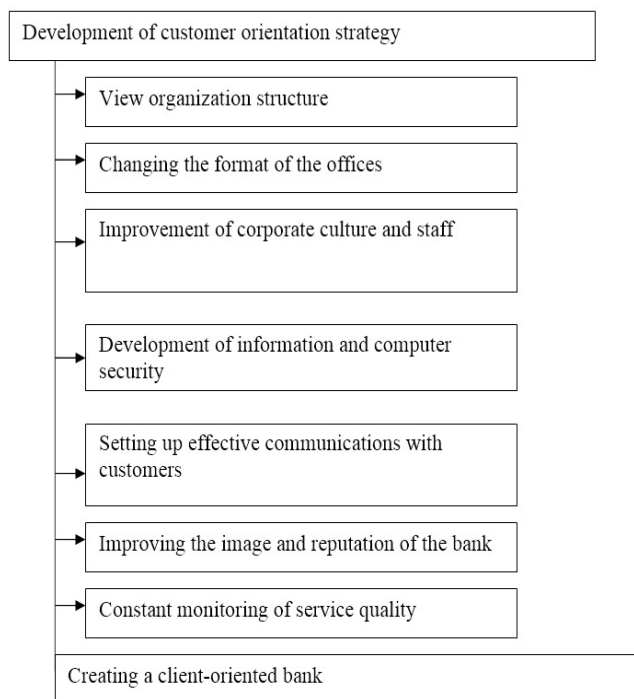 Development of customer orientation strategy
View organization structure
Changing the format of the offices
Improvement of corporate culture and staff
Development of information and computer
security
Setting up effective communications with
customers
Improving the image and reputation of the bank
Constant monitoring of service quality
Creating a client-oriented bank